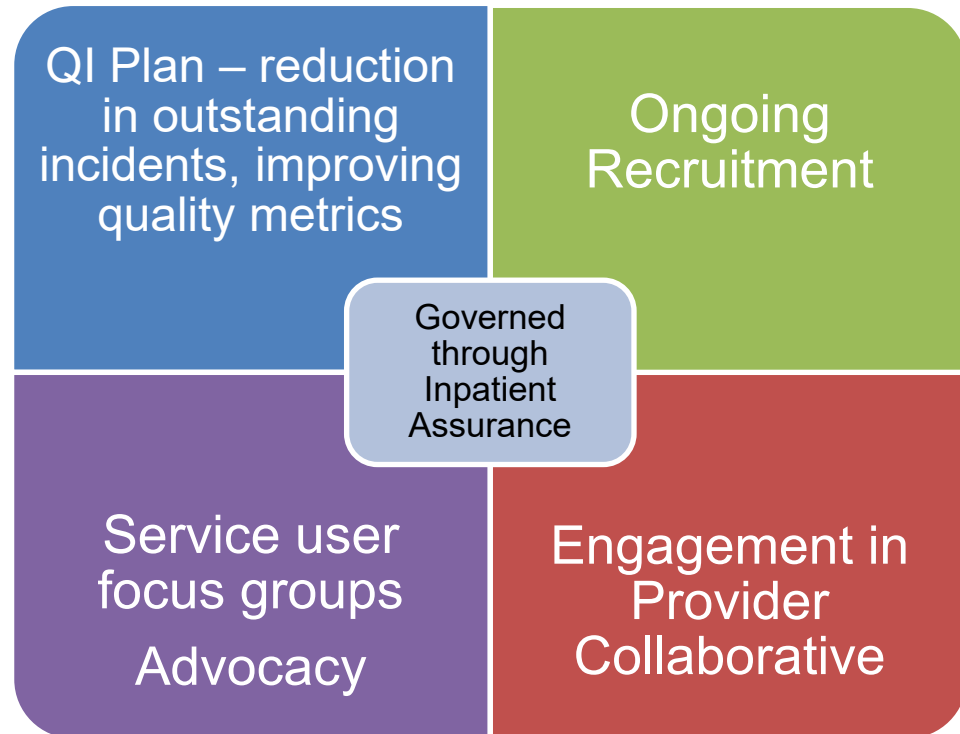 QI Plan – reduction
in outstanding
incidents, improving
quality metrics
Ongoing
Recruitment
Governed
through
Inpatient
Assurance
Service user
focus groups
Advocacy
Engagement in
Provider
Collaborative